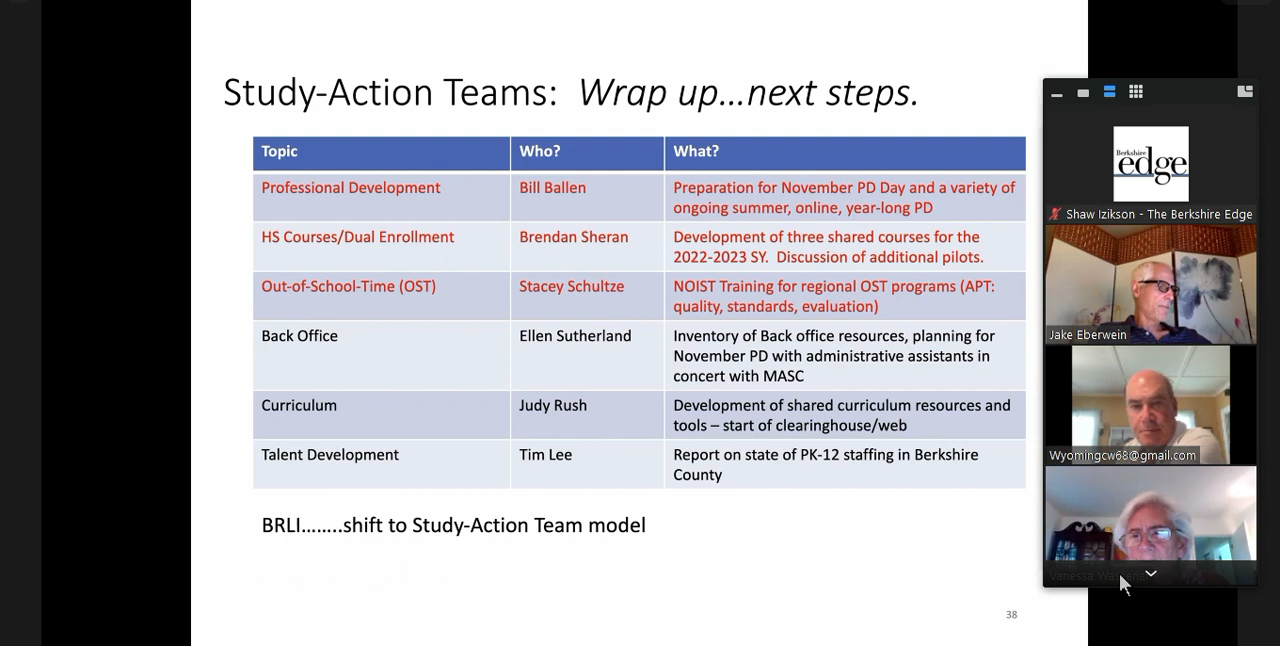 Study-Action Teams: Wrap up...next steps.
Topic Who? What?
Professional Development Bill Ballen Preparation for November PD Day and a variety of
ongoing summer, online, year-long PD
HS Courses/Dual Enrollment Brendan Sheran Development of three shared courses for the
2022-2023 SY. Discussion of additional pilots.
Out-of-School-Time (OST) Stacey Schultze NOIST Training for regional OST programs (APT:
quality, standards, evaluation)
Back Office Ellen Sutherland Inventory of Back office resources, planning for
November PD with administrative assistants in
concert with MASC
Curriculum Judy Rush Development of shared curriculum resources and
tools – start of clearinghouse/web
Talent Development Tim Lee Report on state of PK-12 staffing in Berkshire
County
BRLI........shift to Study-Action Team model
38
Berkshire
edge
Shaw Izikson - The Berkshire Edge
Jake Eberwein
Wyomingcw68@gmail.com
Vanessa